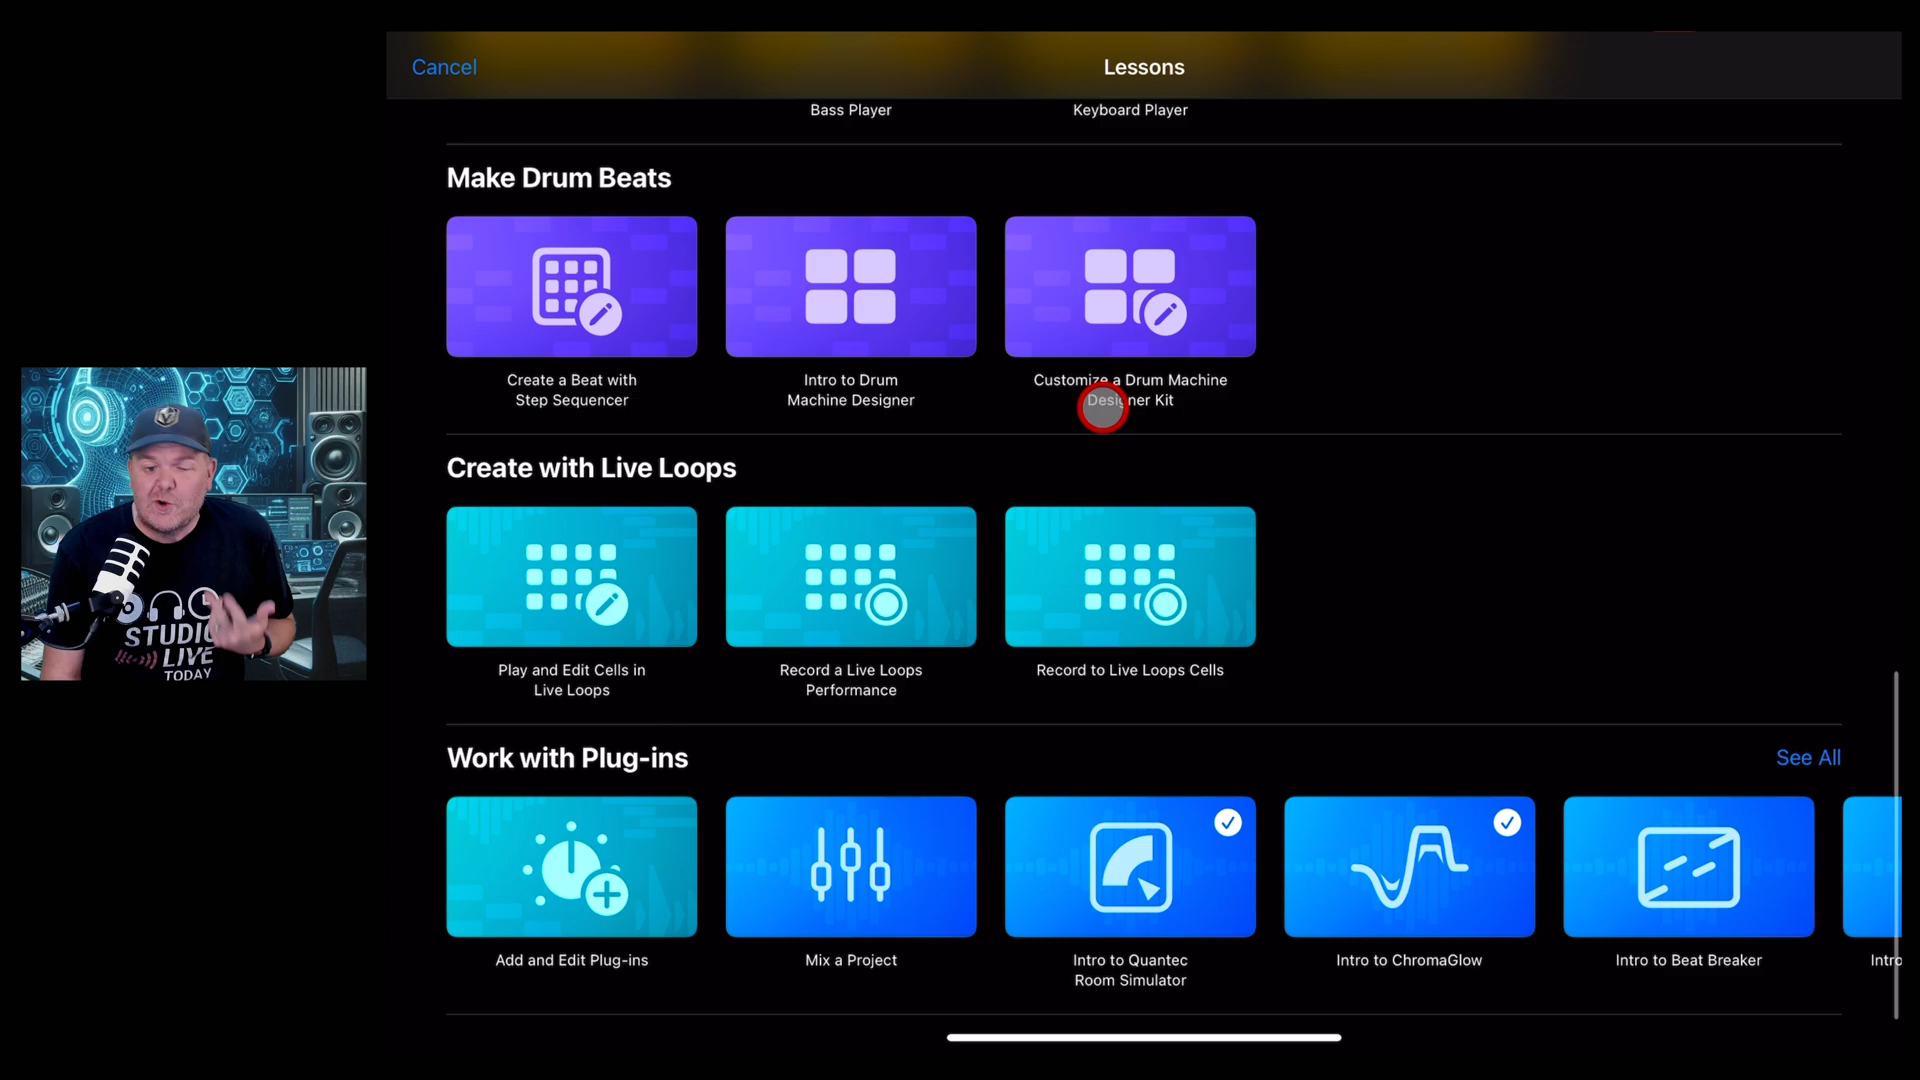 Cancel
Lessons
Bass Player
Keyboard Player
Make Drum Beats
Create a Beat with
Step Sequencer
Intro to Drum
Machine Designer
Customize a Drum Machine
Designer Kit
Create with Live Loops
Play and Edit Cells in
Live Loops
Record a Live Loops
Performance
Record to Live Loops Cells
Work with Plug-ins
See All
Add and Edit Plug-ins
Mix a Project
Intro to Quantec
Room Simulator
Intro to ChromaGlow
Intro to Beat Breaker
Intro
STUDIO
LIVE
TODAY